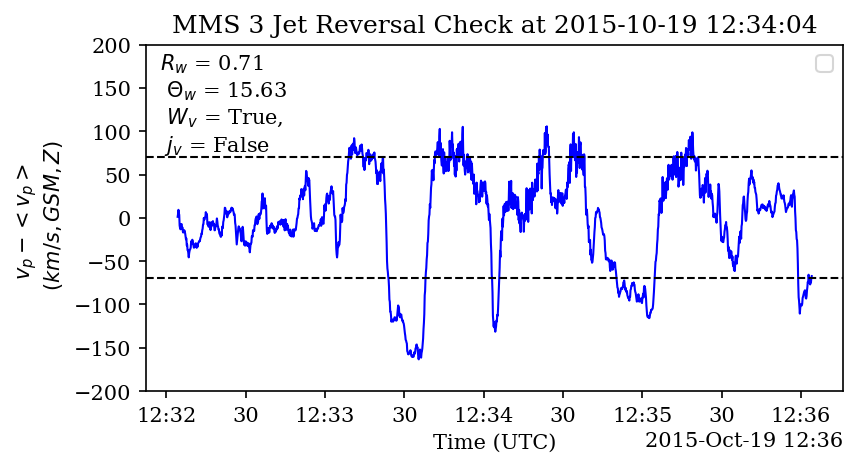 MMS 3 Jet Reversal Check at 2015-10-19 12:34:04
R_w = 0.71
Θ_w = 15.63
W_v = True,
j_v = False
v_p − < v_p >
(km/s, GSM, Z)
200
150
100
50
0
−50
−100
−150
−200
12:32 30 12:33 30 12:34 30 12:35 30 12:36
Time (UTC)
2015-Oct-19 12:36